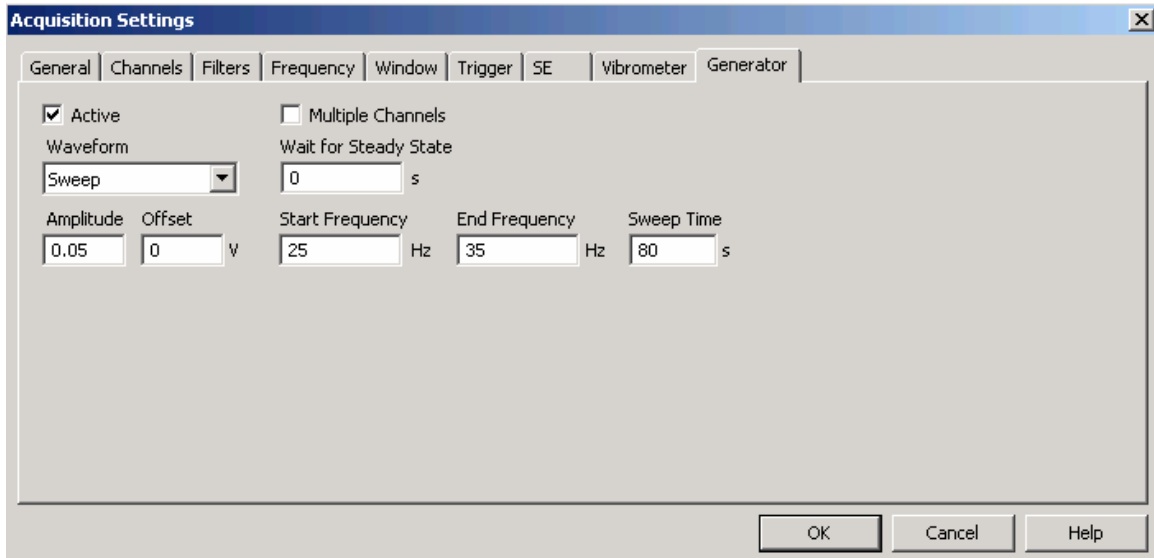 Acquisition Settings
General Channels Filters Frequency Window Trigger SE Vibrometer Generator
Active Multiple Channels
Waveform Wait for Steady State
Sweep 0 s
Amplitude Offset Start Frequency End Frequency Sweep Time
0.05 0 V 25 Hz 35 Hz 80 s
OK Cancel Help